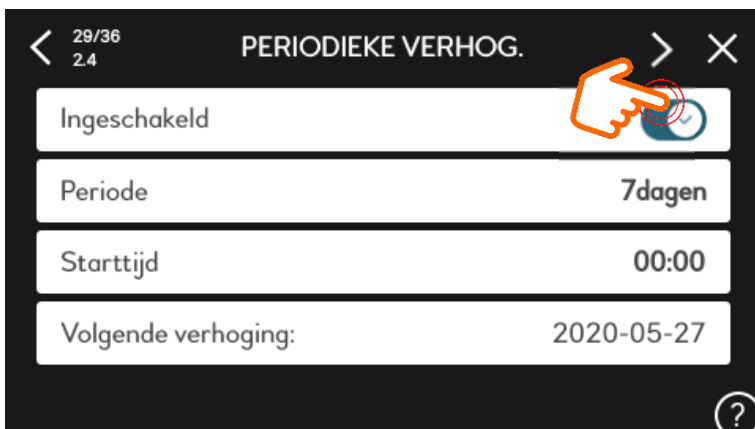 29/36
2.4
PERIODIEKE VERHOG.
Ingeschakeld
Periode 7dagen
Starttijd 00:00
Volgende verhoging: 2020-05-27
?